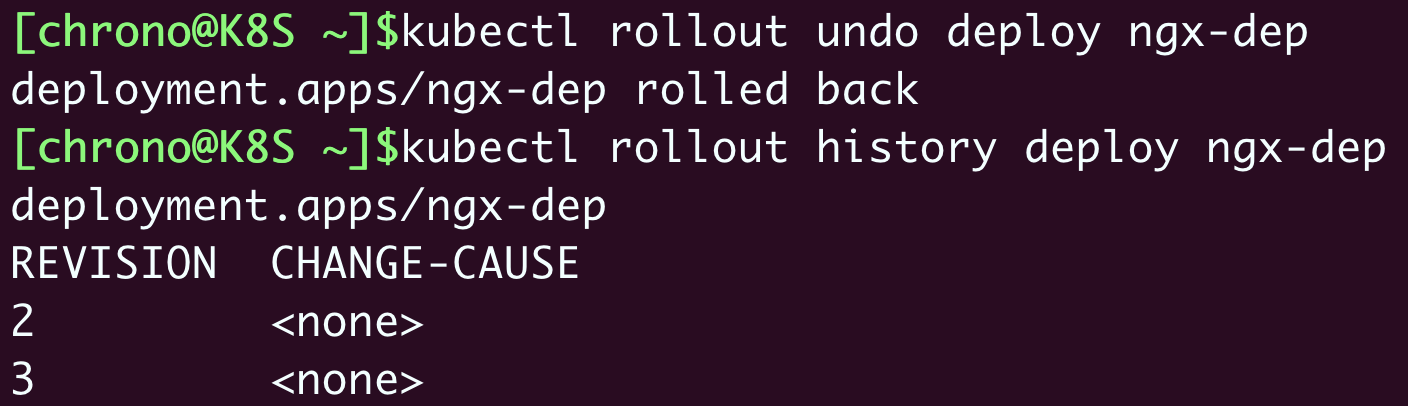 [chrono@K8S ~]$kubectl rollout undo deploy ngx-dep
deployment.apps/ngx-dep rolled back
[chrono@K8S ~]$kubectl rollout history deploy ngx-dep
deployment.apps/ngx-dep
REVISION  CHANGE-CAUSE
2         <none>
3         <none>